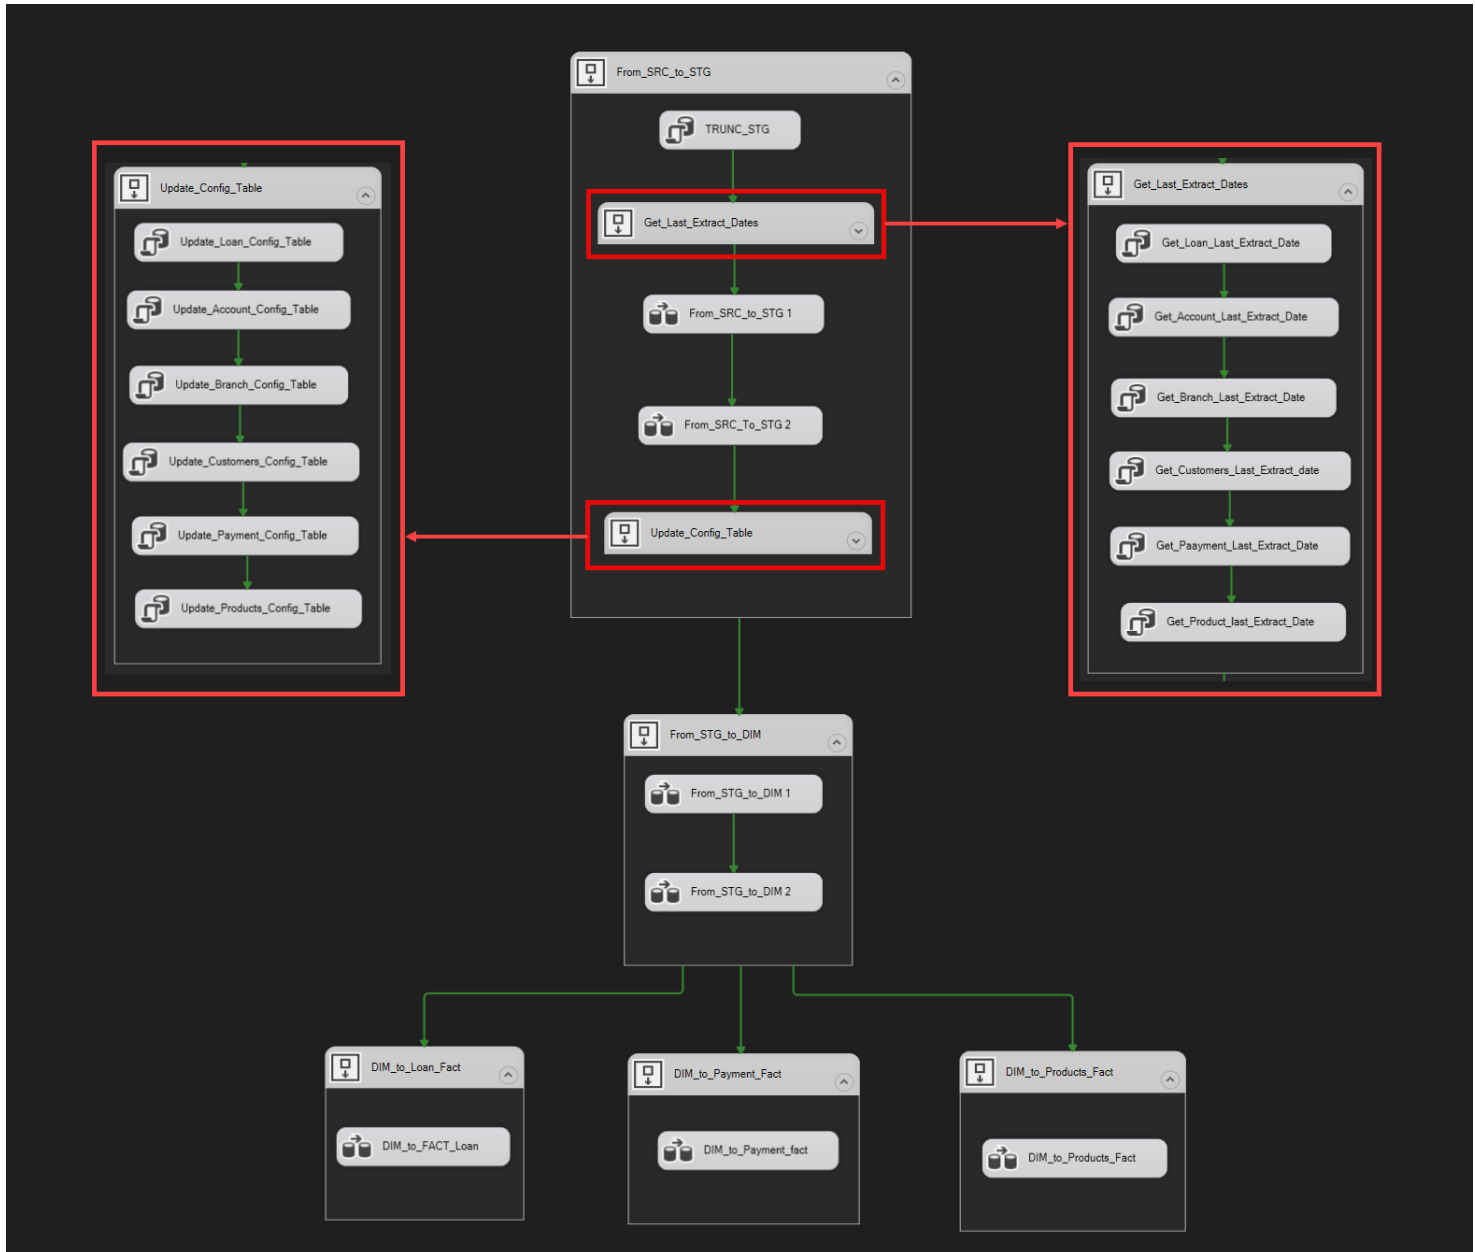 From_SRC_to_STG
TRUNC_STG
Get_Last_Extract_Dates
From_SRC_to_STG 1
From_SRC_To_STG 2
Update_Config_Table
Update_Config_Table
Update_Loan_Config_Table
Update_Account_Config_Table
Update_Branch_Config_Table
Update_Customers_Config_Table
Update_Payment_Config_Table
Update_Products_Config_Table
Get_Last_Extract_Dates
Get_Loan_Last_Extract_Date
Get_Account_Last_Extract_Date
Get_Branch_Last_Extract_Date
Get_Customers_Last_Extract_date
Get_Paayment_Last_Extract_Date
Get_Product_last_Extract_Date
From_STG_to_DIM
From_STG_to_DIM 1
From_STG_to_DIM 2
DIM_to_Loan_Fact
DIM_to_FACT_Loan
DIM_to_Payment_Fact
DIM_to_Payment_fact
DIM_to_Products_Fact
DIM_to_Products_Fact